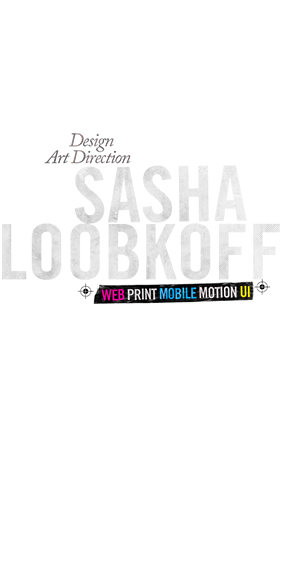 Design
Art Direction
SASHA
LOOBKOFF
WEB PRINT MOBILE MOTION UI